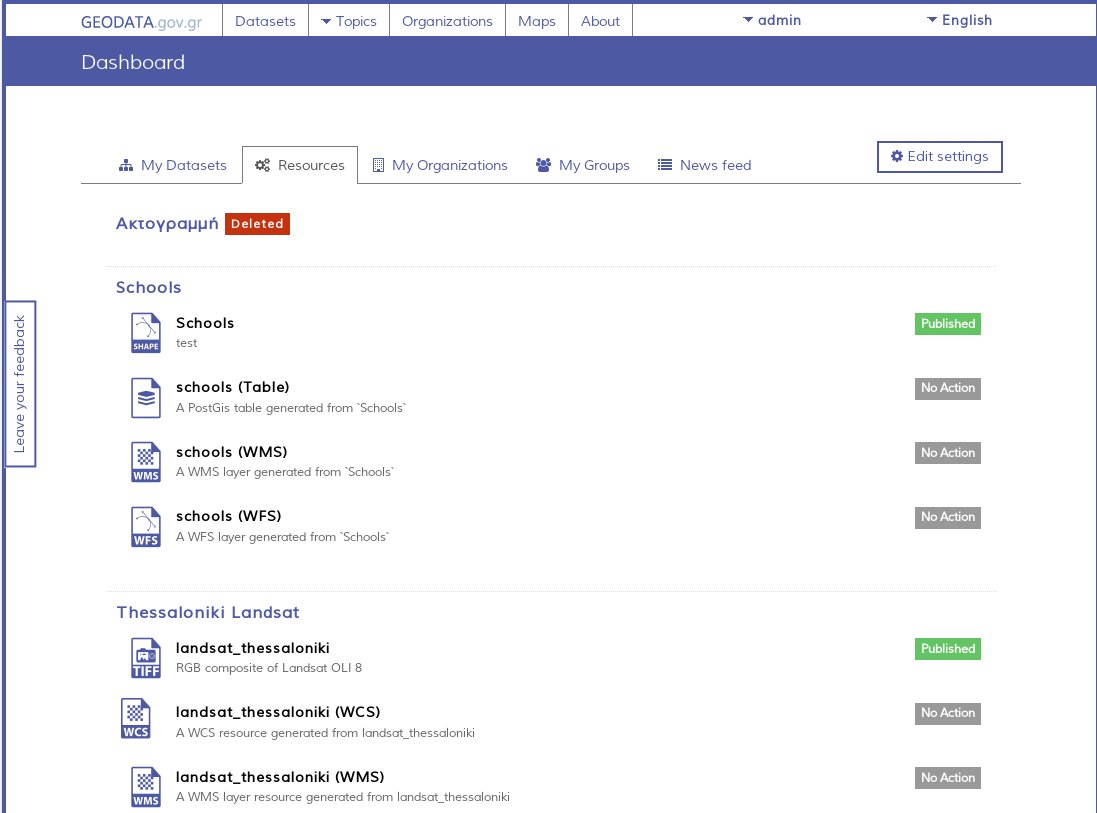 GEODATA.gov.gr Datasets Topics Organizations Maps About admin English
Dashboard
My Datasets Resources My Organizations My Groups News feed Edit settings
Ακτογραμμή Deleted
Schools
Schools Published
SHAPE test
schools (Table) No Action
A PostGis table generated from `Schools`
schools (WMS) No Action
WMS A WMS layer generated from `Schools`
schools (WFS) No Action
WFS A WFS layer generated from `Schools`
Leave your feedback
Thessaloniki Landsat
landsat_thessaloniki Published
TIFF RGB composite of Landsat OLI 8
landsat_thessaloniki (WCS) No Action
WCS A WCS resource generated from landsat_thessaloniki
landsat_thessaloniki (WMS) No Action
WMS A WMS layer resource generated from landsat_thessaloniki